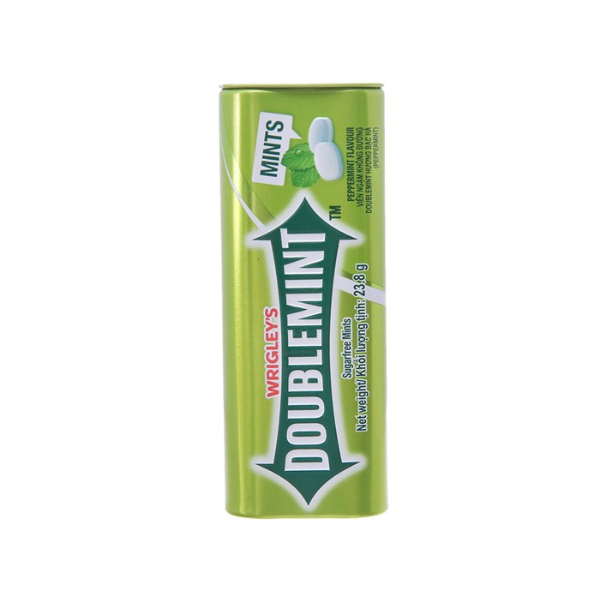 MINTS
PEPPERMINT FLAVOUR
VIÊN NGẬM KHÔNG ĐƯỜNG
DOUBLEMINT HƯƠNG BẠC HÀ
(PEPPERMINT)
WRIGLEY'S
DOUBLEMINT™
Sugarfree Mints
Net weight/ Khối lượng tịnh: 23.8 g